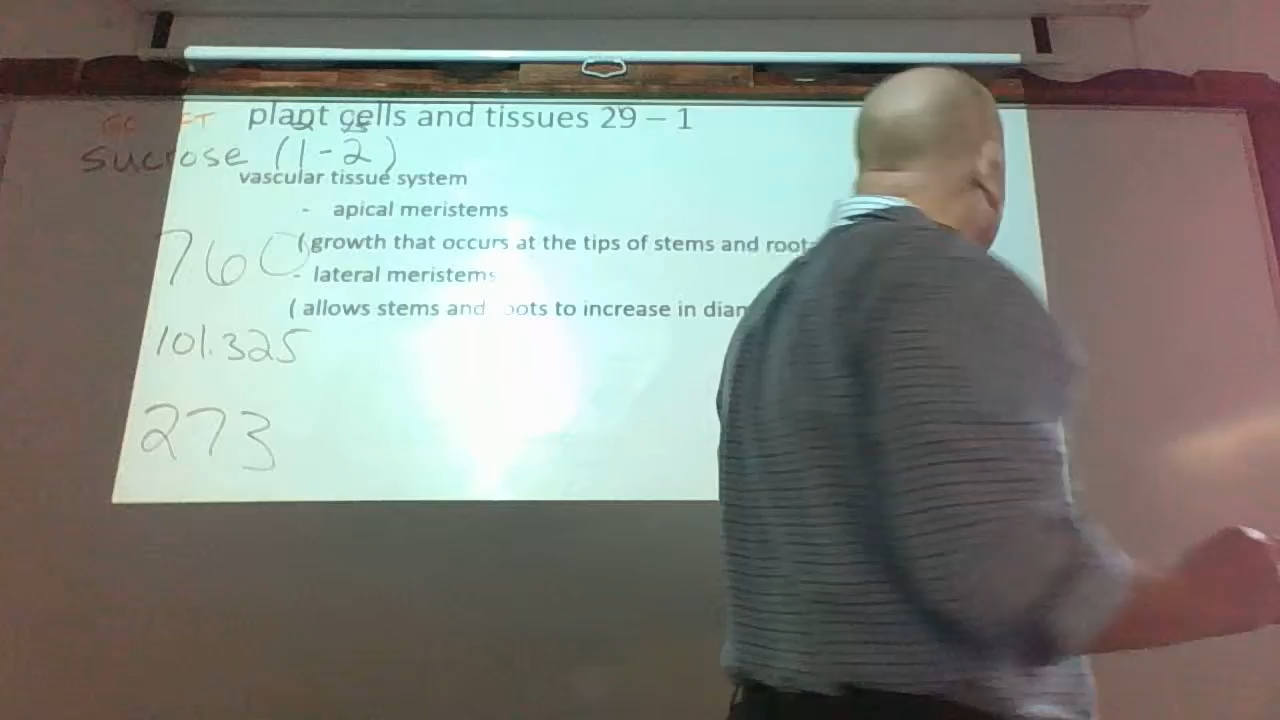 plant cells and tissues 29 – 1
sucrose (1-2)
vascular tissue system
- apical meristems
(growth that occurs at the tips of stems and
760
- lateral meristems
( allows stems and to increase in
101.325
273